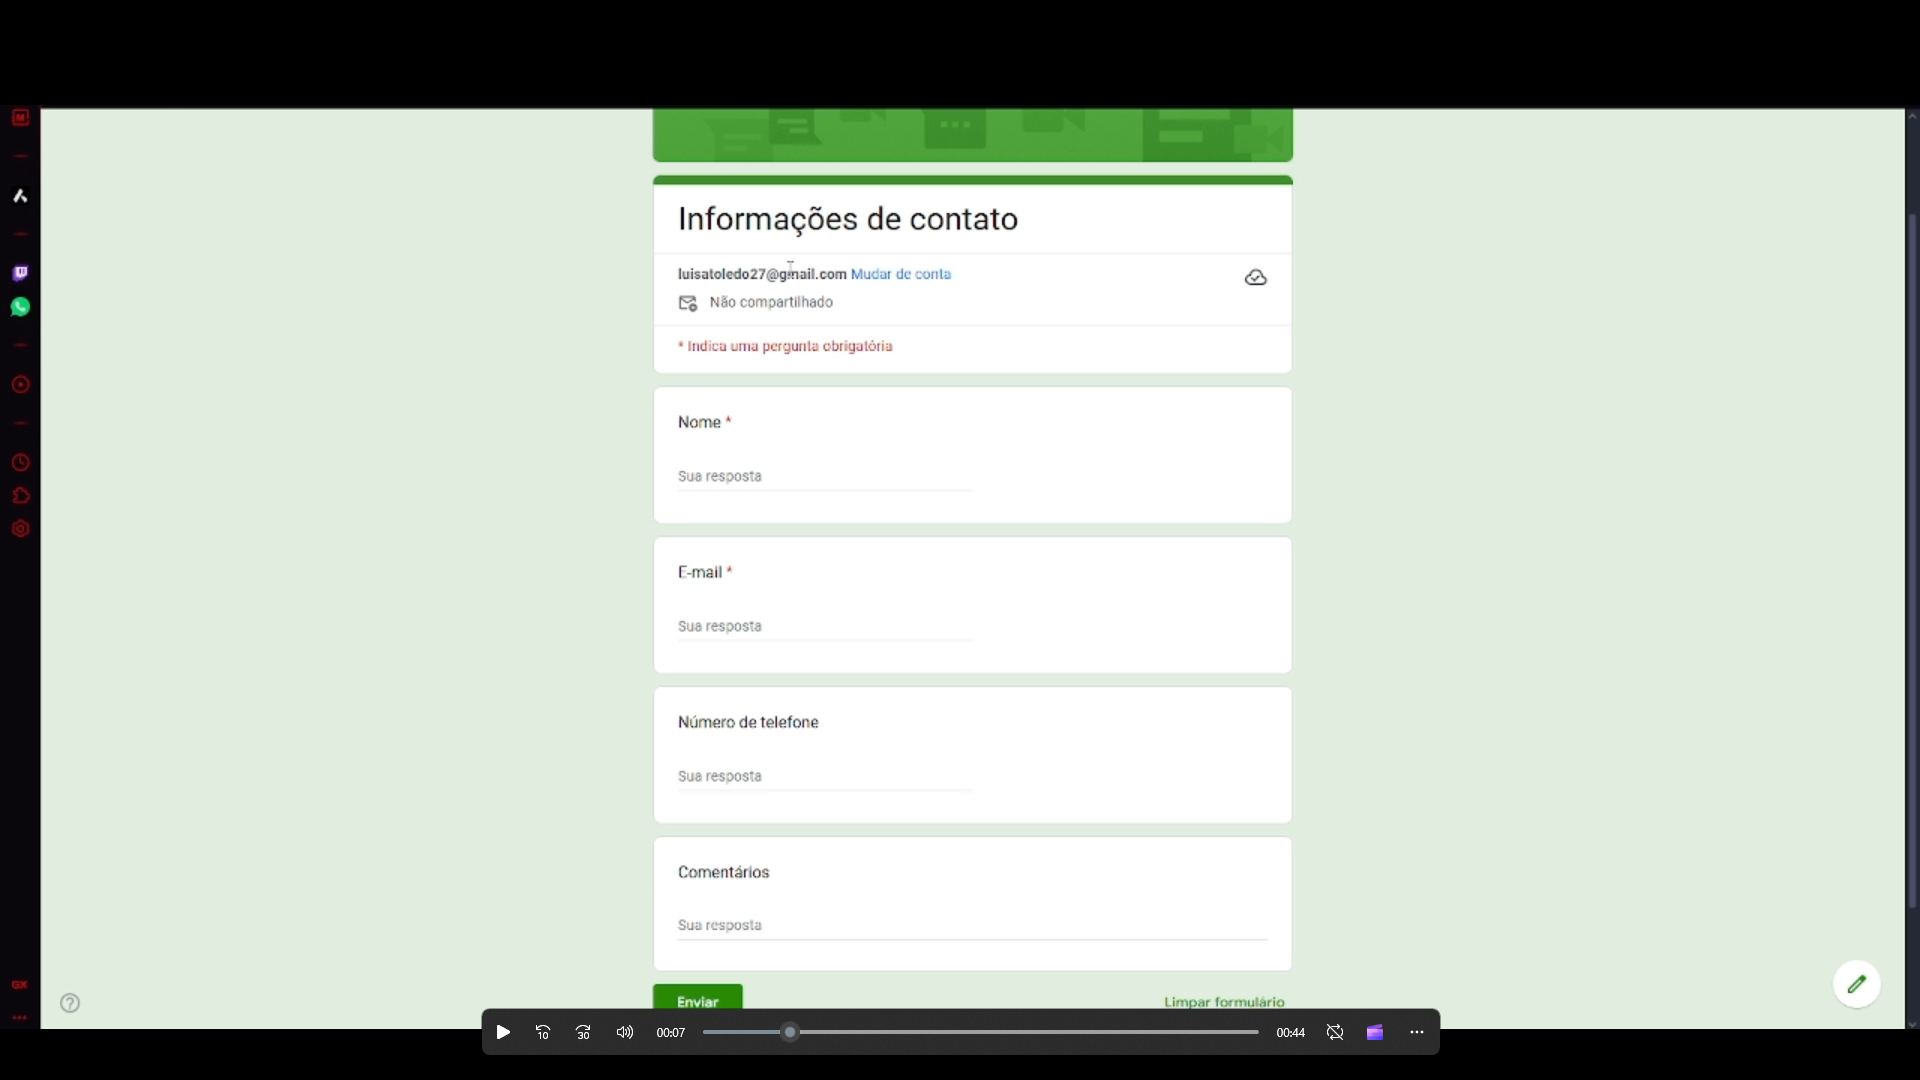 Informações de contato
luisatoledo27@gmail.com Mudar de conta
Não compartilhado
* Indica uma pergunta obrigatória
Nome *
Sua resposta
E-mail *
Sua resposta
Número de telefone
Sua resposta
Comentários
Sua resposta
Enviar
Limpar formulário
GX
10
30
00:07
00:44